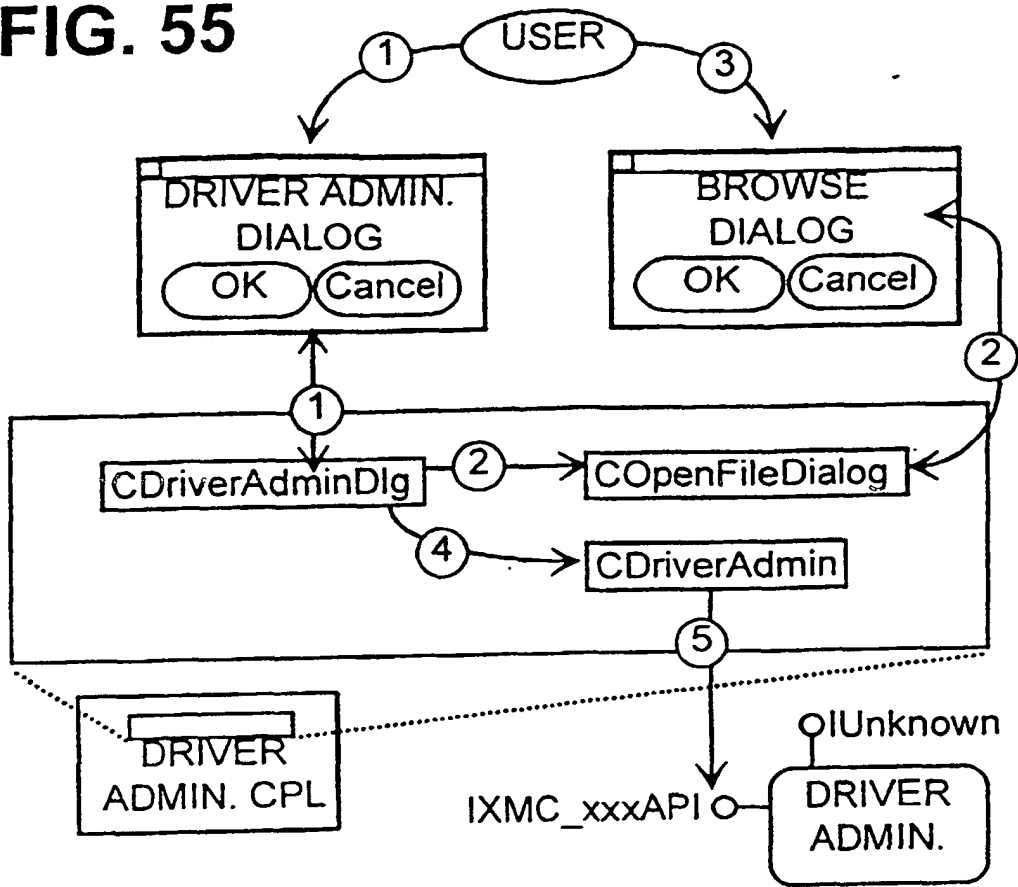 FIG. 55
USER
1
3
DRIVER ADMIN.
DIALOG
OK
Cancel
BROWSE
DIALOG
OK
Cancel
2
1
CDriverAdminDlg
2
COpenFileDialog
4
CDriverAdmin
5
DRIVER
ADMIN. CPL
IUnknown
IXMC_xxxAPI
DRIVER
ADMIN.